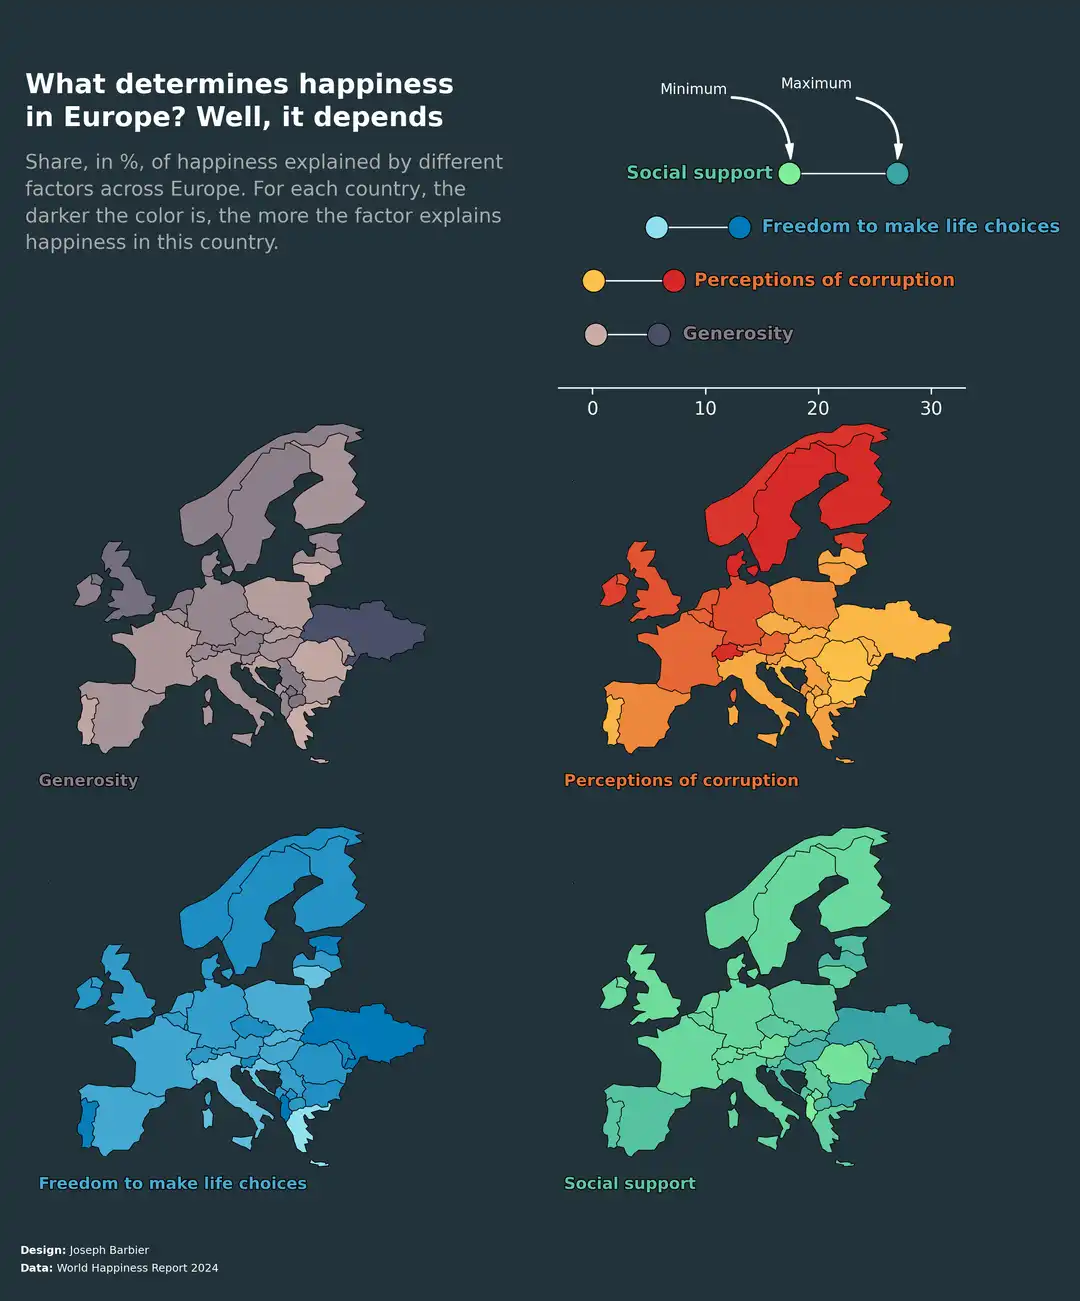 What determines happiness
in Europe? Well, it depends
Share, in %, of happiness explained by different
factors across Europe. For each country, the
darker the color is, the more the factor explains
happiness in this country.
Minimum
Maximum
Social support
Freedom to make life choices
Perceptions of corruption
Generosity
0 10 20 30
Generosity
Perceptions of corruption
Freedom to make life choices
Social support
Design: Joseph Barbier
Data: World Happiness Report 2024